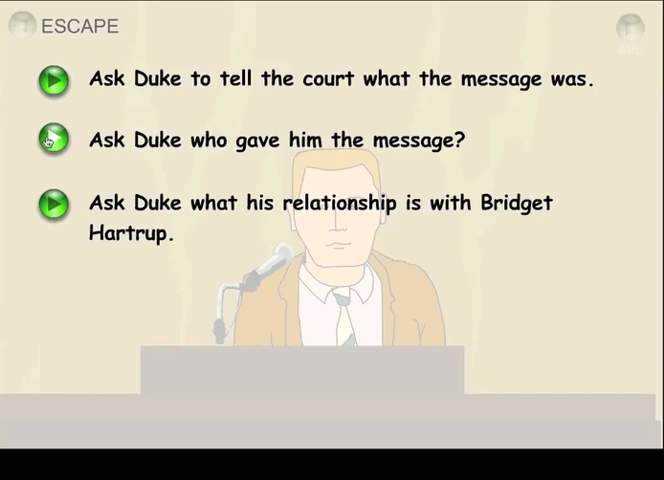 ESCAPE
Ask Duke to tell the court what the message was.
Ask Duke who gave him the message?
Ask Duke what his relationship is with Bridget
Hartrup.